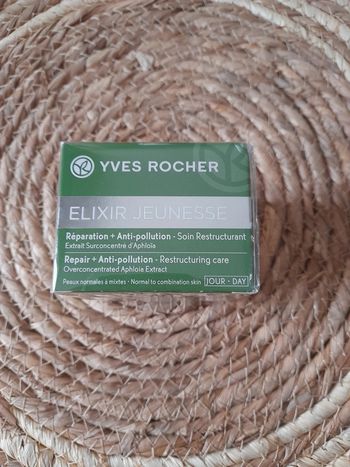 YVES ROCHER
ELIXIR JEUNESSE
Réparation + Anti-pollution - Soin Restructurant
Extrait Surconcentré d'Aphloïa
Repair + Anti-pollution - Restructuring care
Overconcentrated Aphloia Extract
Peaux normales à mixtes - Normal to combination skin JOUR - DAY